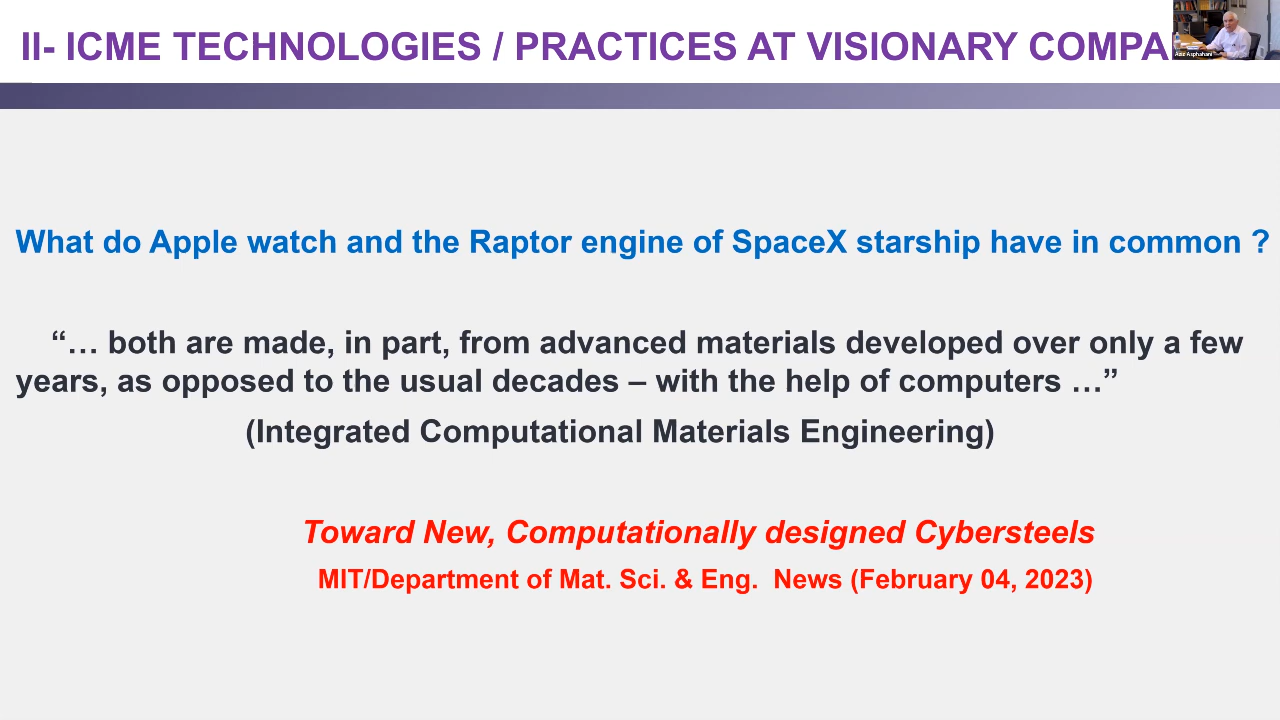 II- ICME TECHNOLOGIES / PRACTICES AT VISIONARY COMPA
Aziz Asphahani
What do Apple watch and the Raptor engine of SpaceX starship have in common ?
“… both are made, in part, from advanced materials developed over only a few
years, as opposed to the usual decades – with the help of computers …”
(Integrated Computational Materials Engineering)
Toward New, Computationally designed Cybersteels
MIT/Department of Mat. Sci. & Eng.  News (February 04, 2023)